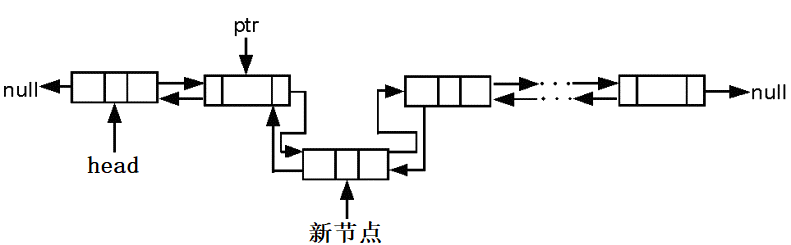 ptr
null
null
head
新节点